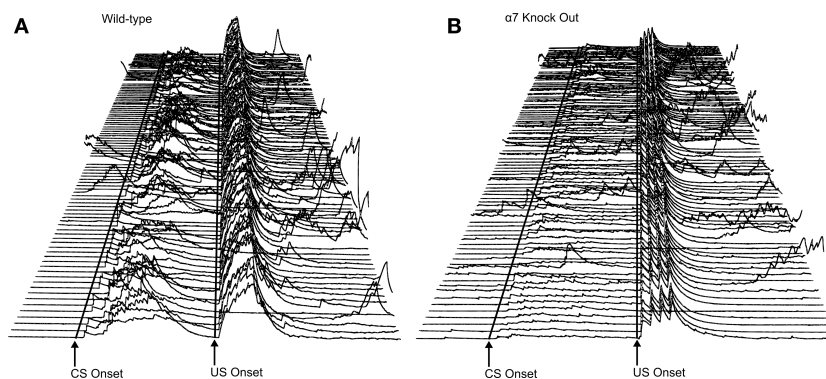 A
Wild-type
B
α7 Knock Out
CS Onset
US Onset
CS Onset
US Onset